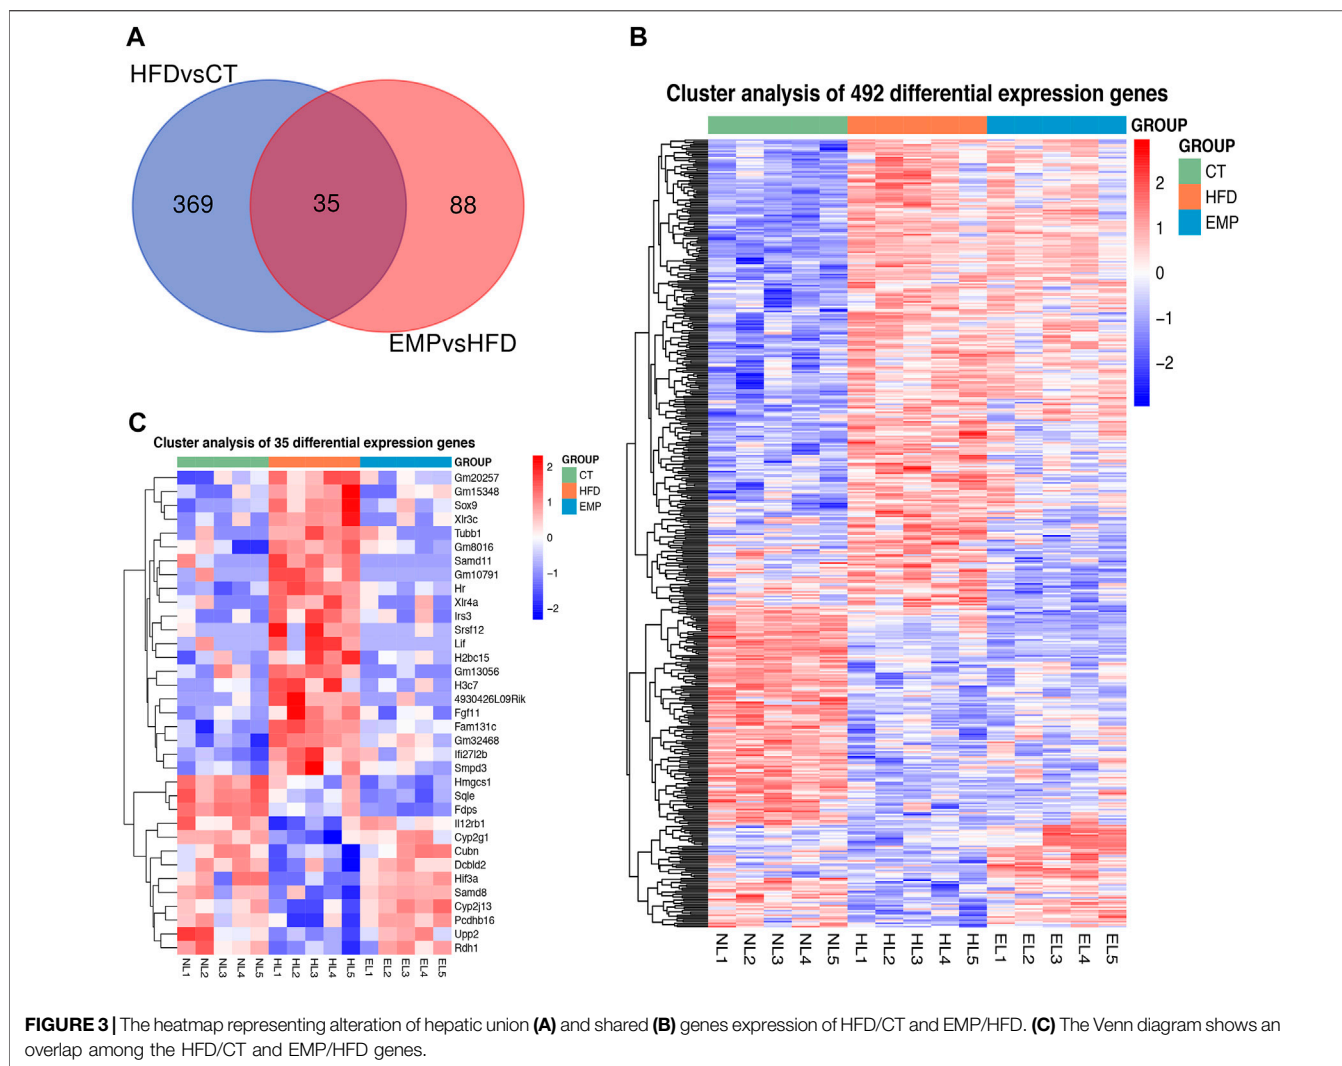 A
HFDvsCT
369
35
88
EMPvsHFD
B
Cluster analysis of 492 differential expression genes
GROUP
2
1
0
−1
−2
GROUP
CT
HFD
EMP
NL1
NL2
NL3
NL4
NL5
HL1
HL2
HL3
HL4
HL5
EL1
EL2
EL3
EL4
EL5
C
Cluster analysis of 35 differential expression genes
GROUP
Gm20257
Gm15348
Sox9
Xlr3c
Tubb1
Gm8016
Samd11
Gm10791
Hr
Xlr4a
Irs3
Srsf12
Lif
H2bc15
Gm13056
H3c7
4930426L09Rik
Fgf11
Fam131c
Gm32468
Ifi27l2b
Smpd3
Hmgcs1
Sqle
Fdps
Il12rb1
Cyp2g1
Cubn
Dcbld2
Hif3a
Samd8
Cyp2j13
Pcdhb16
Upp2
Rdh1
2
1
0
−1
−2
GROUP
CT
HFD
EMP
NL1
NL2
NL3
NL4
NL5
HL1
HL2
HL3
HL4
HL5
EL1
EL2
EL3
EL4
EL5
FIGURE 3 | The heatmap representing alteration of hepatic union (A) and shared (B) genes expression of HFD/CT and EMP/HFD. (C) The Venn diagram shows an
overlap among the HFD/CT and EMP/HFD genes.